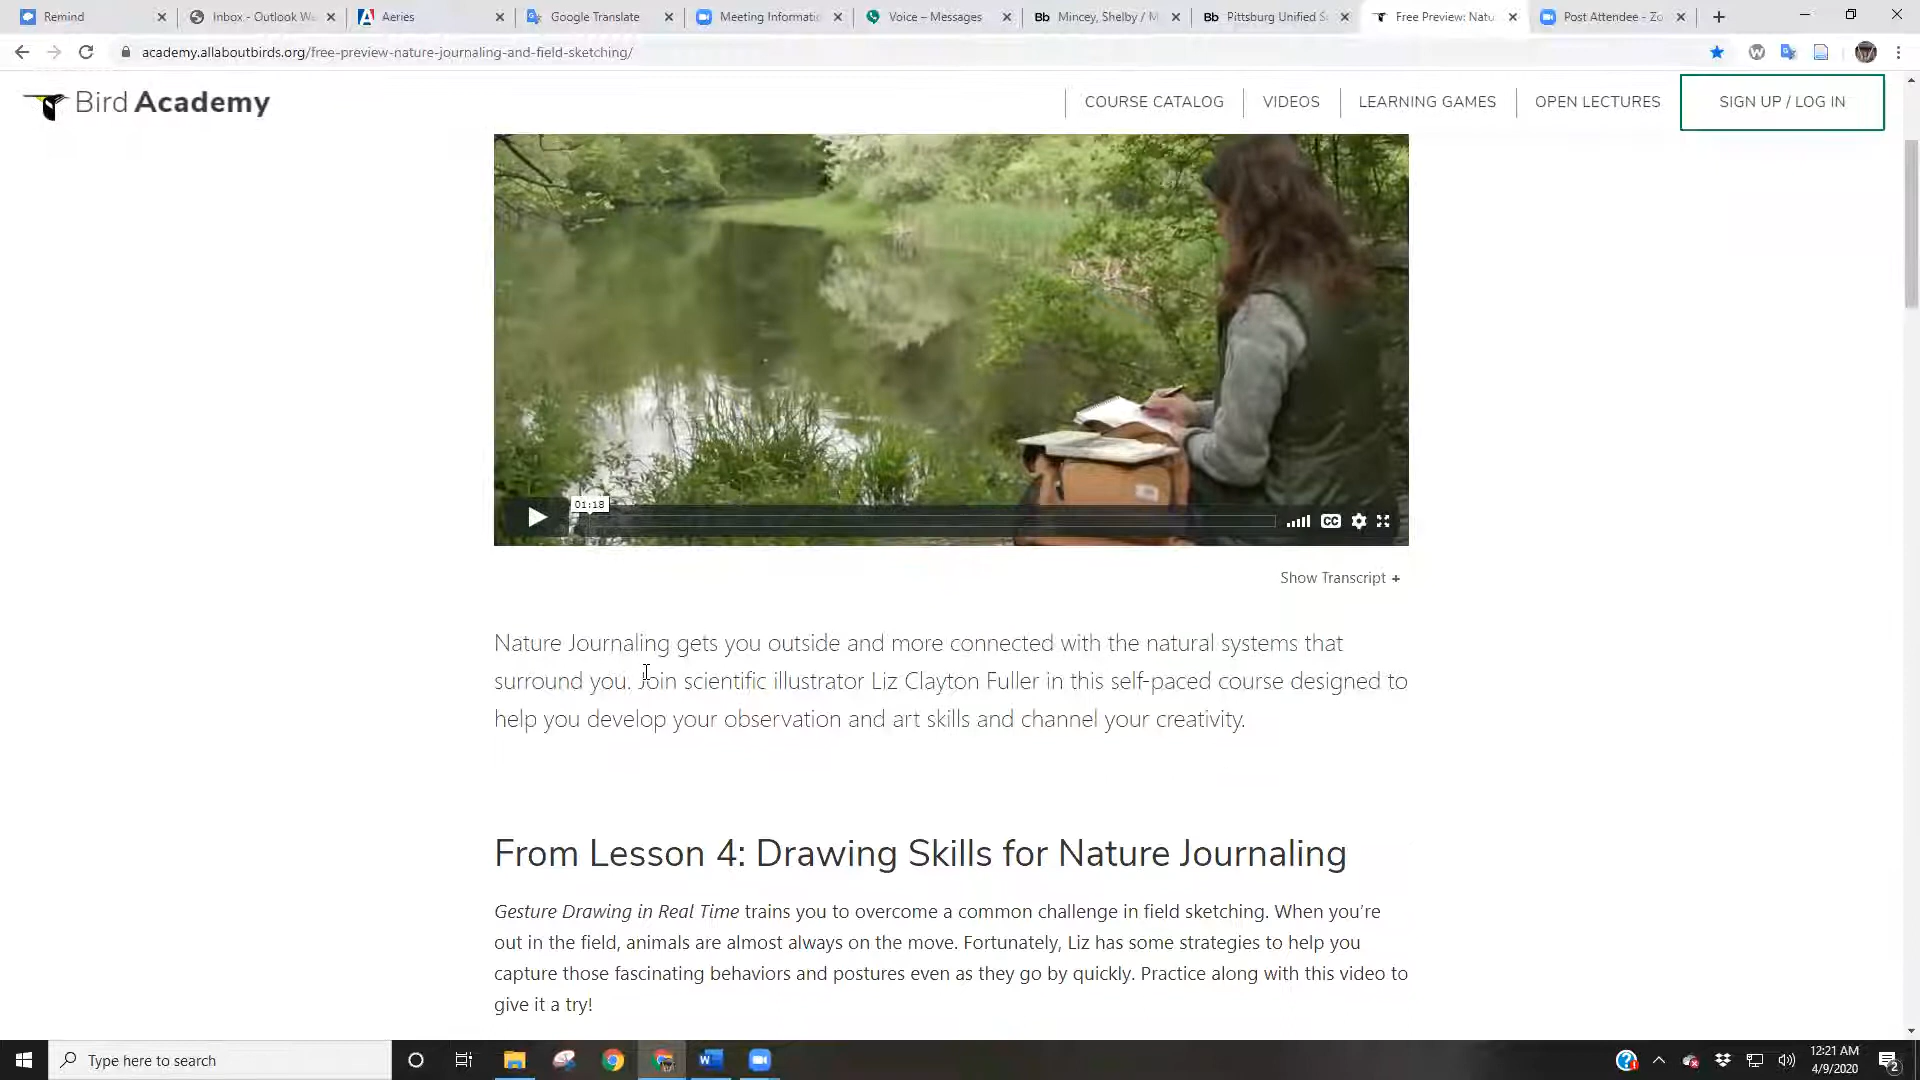 Remind
Inbox - Outlook We
Aeries
Google Translate
Meeting Informati
Voice – Messages
Bb Mincey, Shelby / M
Bb Pittsburg Unified S
Free Preview: Natu
Post Attendee - Zo
academy.allaboutbirds.org/free-preview-nature-journaling-and-field-sketching/
W
Bird Academy
COURSE CATALOG
VIDEOS
LEARNING GAMES
OPEN LECTURES
SIGN UP / LOG IN
01:18
CC
Show Transcript +
Nature Journaling gets you outside and more connected with the natural systems that
surround you. Join scientific illustrator Liz Clayton Fuller in this self-paced course designed to
help you develop your observation and art skills and channel your creativity.
From Lesson 4: Drawing Skills for Nature Journaling
Gesture Drawing in Real Time trains you to overcome a common challenge in field sketching. When you’re
out in the field, animals are almost always on the move. Fortunately, Liz has some strategies to help you
capture those fascinating behaviors and postures even as they go by quickly. Practice along with this video to
give it a try!
Type here to search
12:21 AM
4/9/2020
2